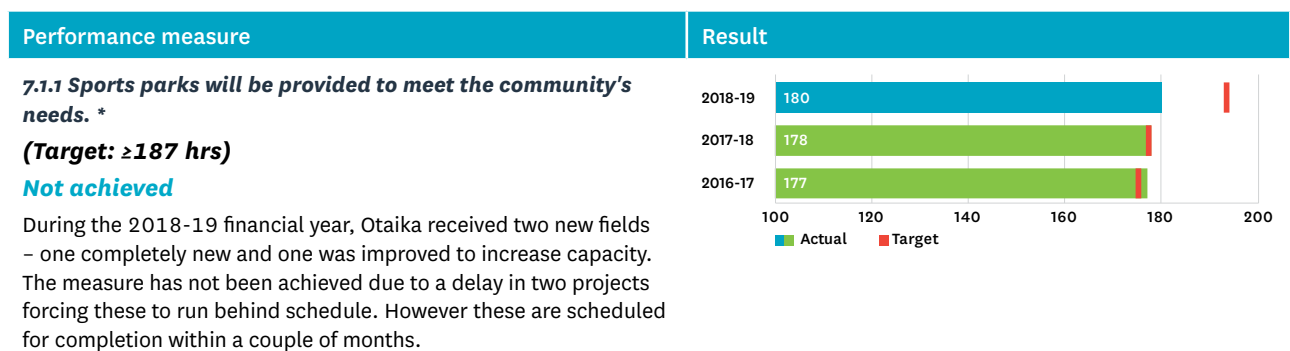 Performance measure
Result
7.1.1 Sports parks will be provided to meet the community's
needs. *
(Target: ≥187 hrs)
Not achieved
During the 2018-19 financial year, Otaika received two new fields
– one completely new and one was improved to increase capacity.
The measure has not been achieved due to a delay in two projects
forcing these to run behind schedule. However these are scheduled
for completion within a couple of months.
2018-19 180
2017-18 178
2016-17 177
100 120 140 160 180 200
Actual Target